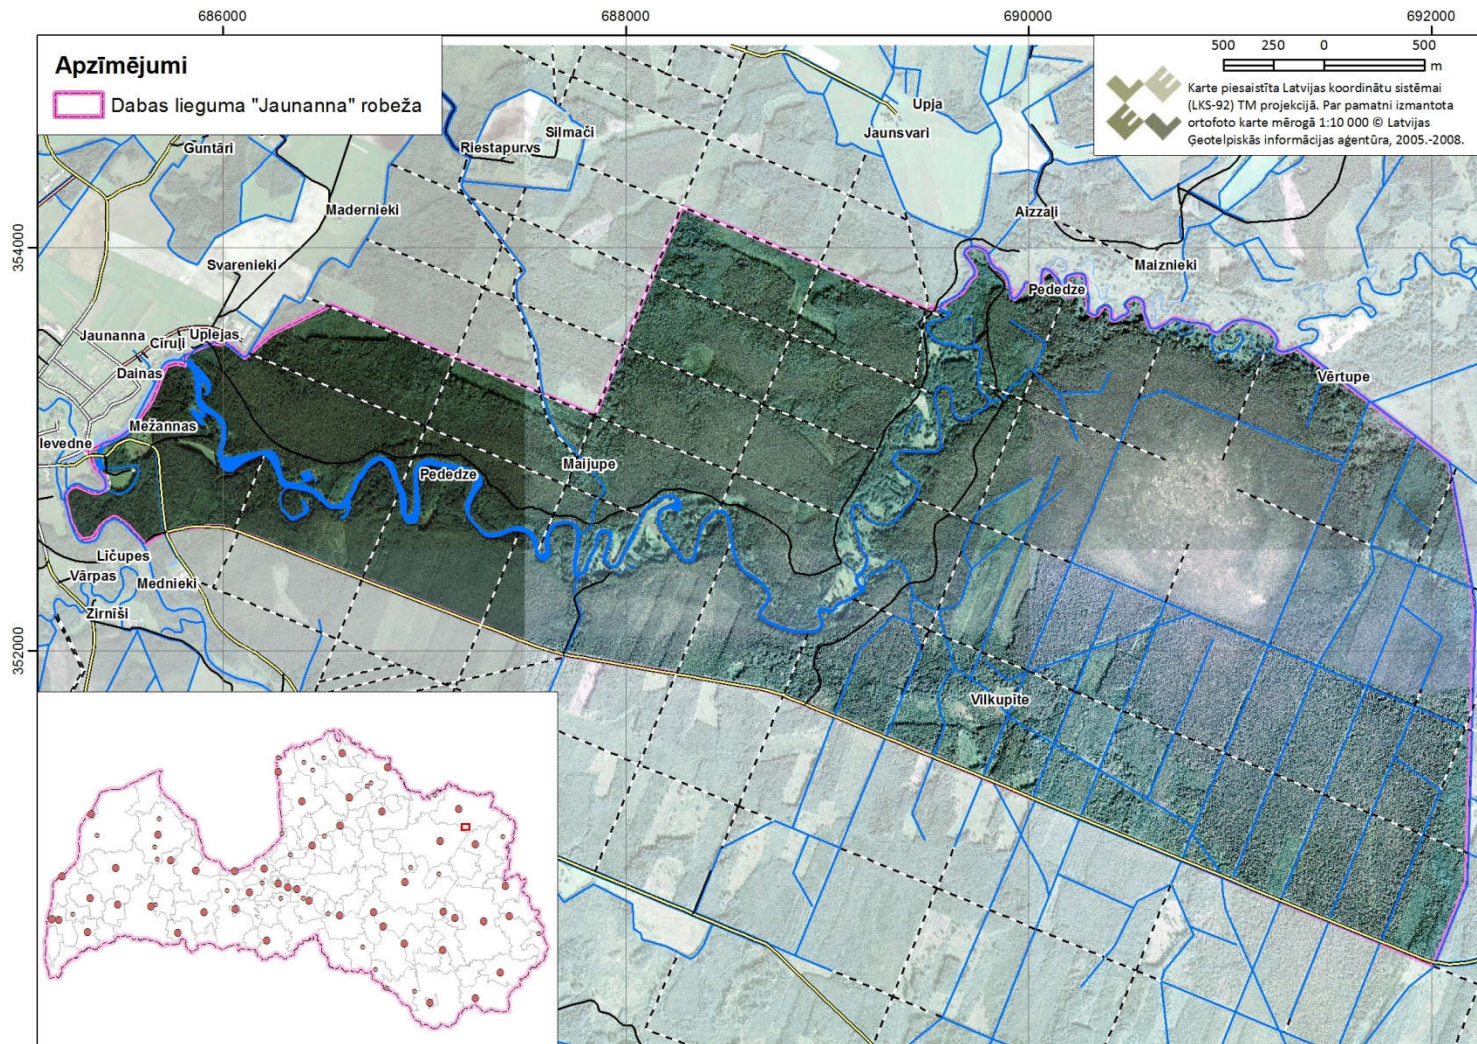 686000
688000
690000
692000
Apzīmējumi
Dabas lieguma "Jaunanna" robeža
500 250 0 500
m
Karte piesaistīta Latvijas koordinātu sistēmai
(LKS-92) TM projekcijā. Par pamatni izmantota
ortofoto karte mērogā 1:10 000 © Latvijas
Ģeotelpiskās informācijas aģentūra, 2005.-2008.
Upja
Silmači
Jaunsvari
Guntāri
Riestapurvs
Madernieki
Aizzaļi
354000
Svarenieki
Maiznieki
Pededze
Jaunanna
Uplejas
Cīruļi
Dainas
Vērtupe
Mežannas
Ievedne
Maijupe
Pededze
Līčupes
Vārpas
Mednieki
Zirnīši
352000
Vilkupīte